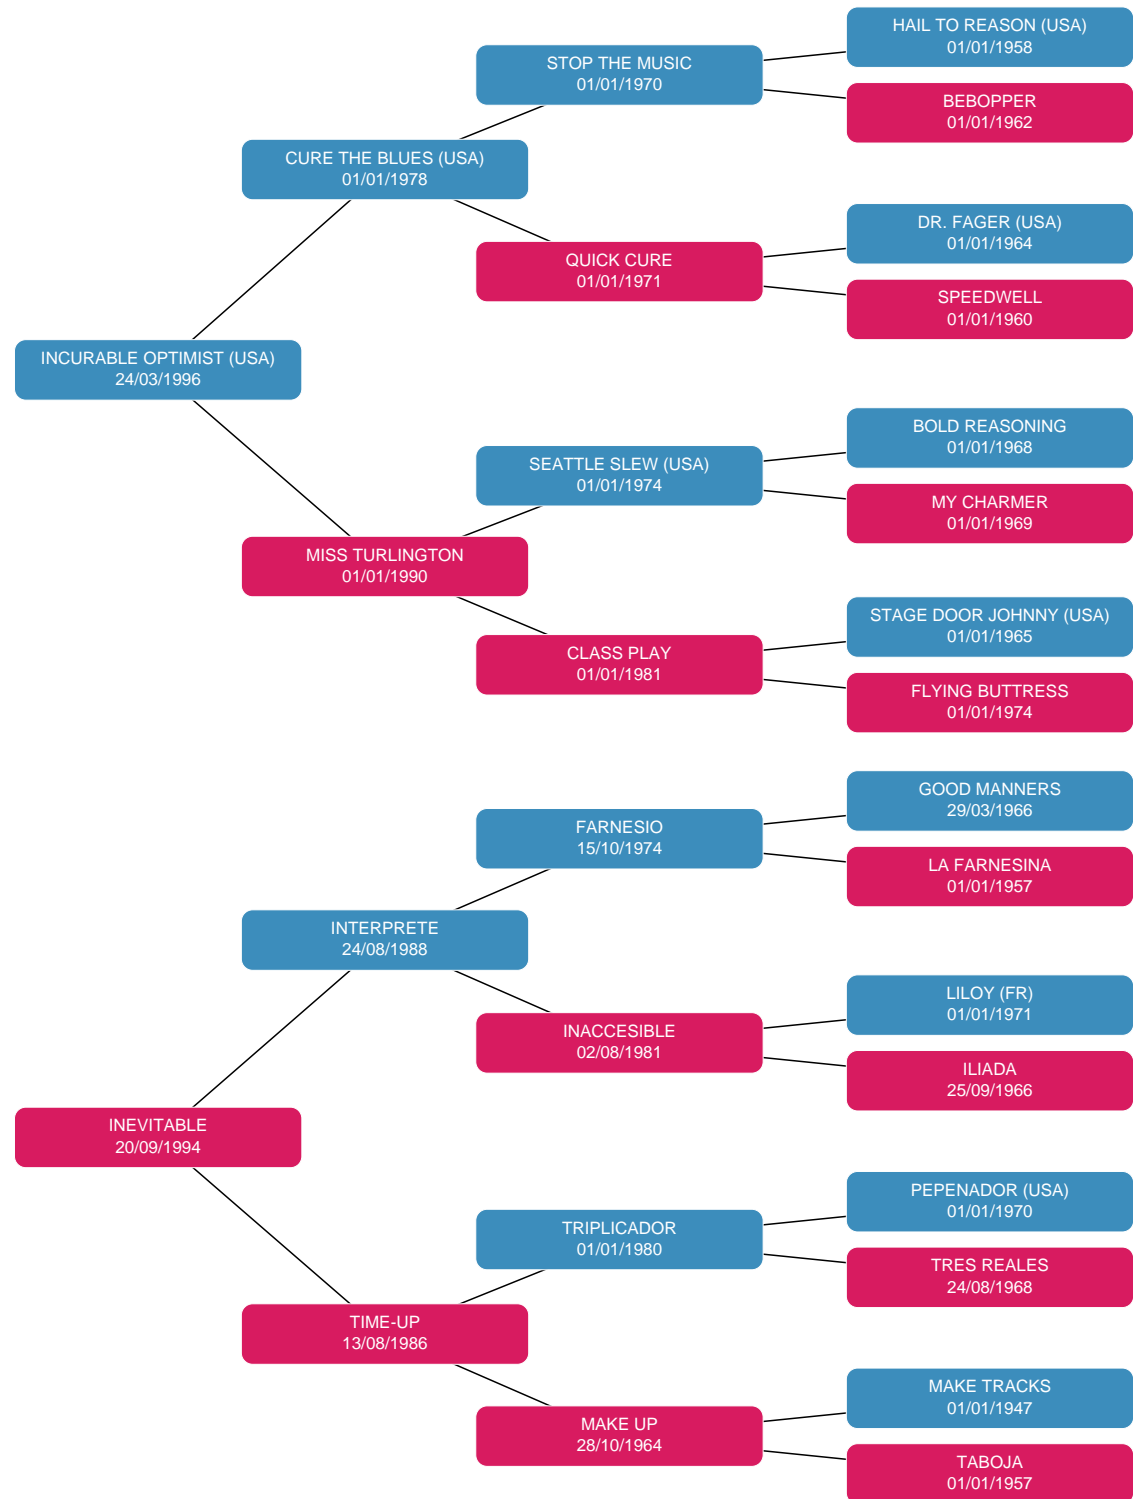 HAIL TO REASON (USA)
01/01/1958
STOP THE MUSIC
01/01/1970
BEBOPPER
01/01/1962
CURE THE BLUES (USA)
01/01/1978
DR. FAGER (USA)
01/01/1964
QUICK CURE
01/01/1971
SPEEDWELL
01/01/1960
INCURABLE OPTIMIST (USA)
24/03/1996
BOLD REASONING
01/01/1968
SEATTLE SLEW (USA)
01/01/1974
MY CHARMER
01/01/1969
MISS TURLINGTON
01/01/1990
STAGE DOOR JOHNNY (USA)
01/01/1965
CLASS PLAY
01/01/1981
FLYING BUTTRESS
01/01/1974
GOOD MANNERS
29/03/1966
FARNESIO
15/10/1974
LA FARNESINA
01/01/1957
INTERPRETE
24/08/1988
LILOY (FR)
01/01/1971
INACCESIBLE
02/08/1981
ILIADA
25/09/1966
INEVITABLE
20/09/1994
PEPENADOR (USA)
01/01/1970
TRIPLICADOR
01/01/1980
TRES REALES
24/08/1968
TIME-UP
13/08/1986
MAKE TRACKS
01/01/1947
MAKE UP
28/10/1964
TABOJA
01/01/1957